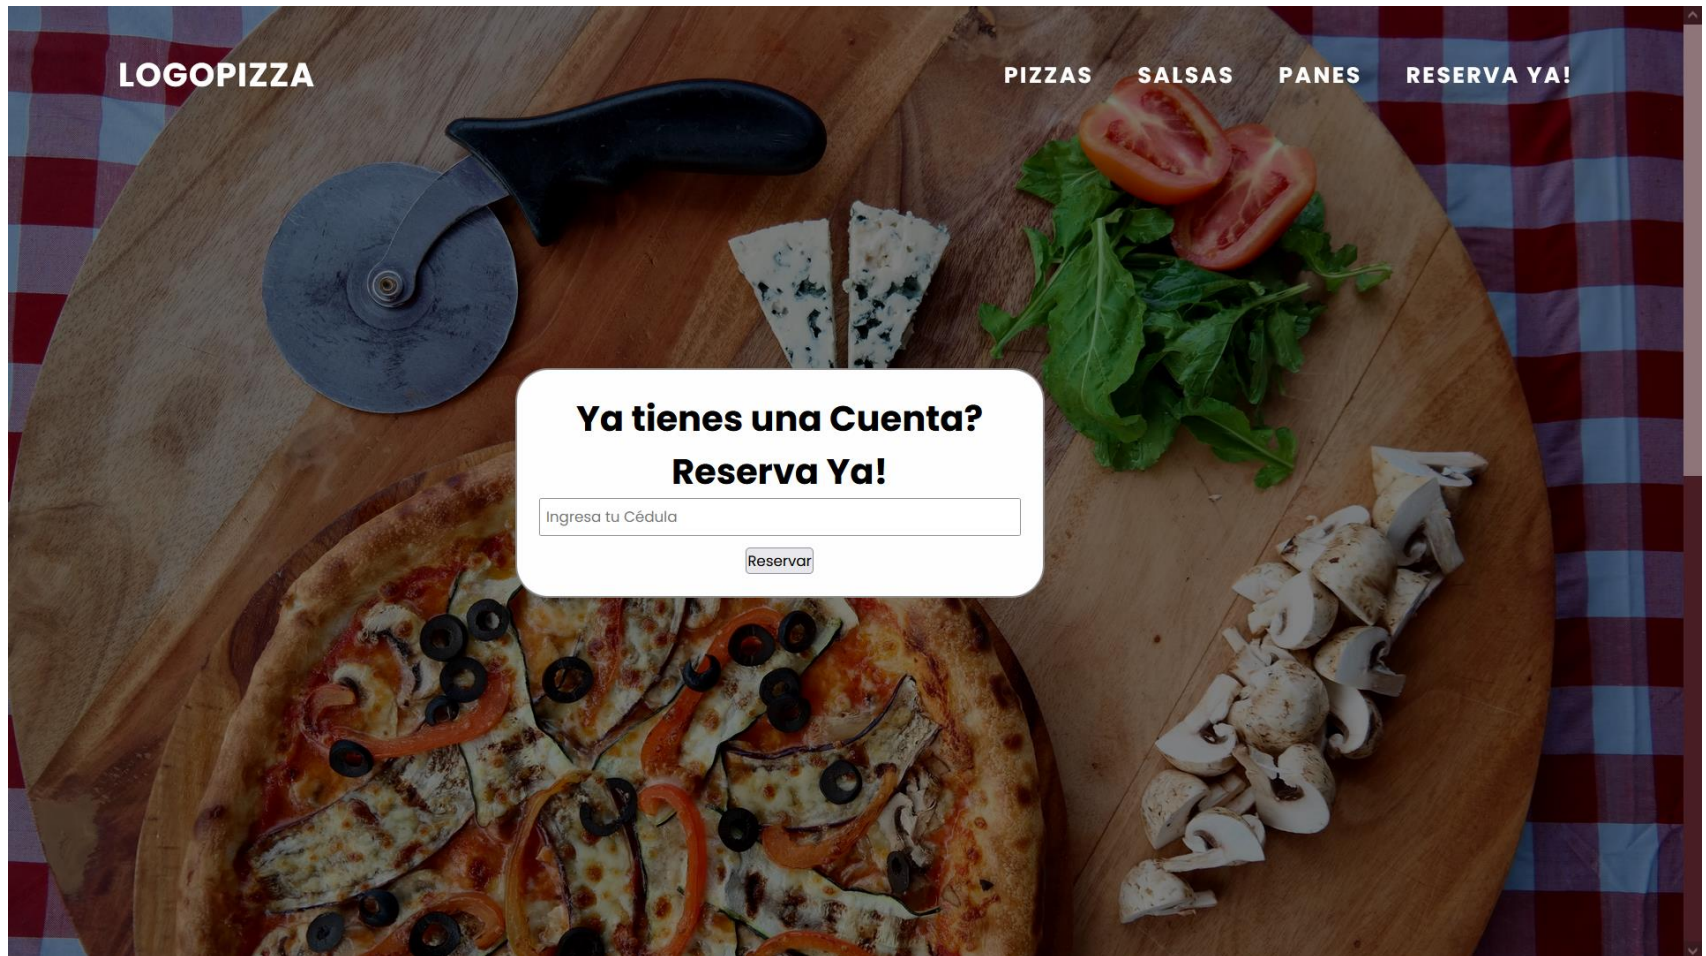 LOGOPIZZA
PIZZAS SALSAS PANES RESERVA YA!
Ya tienes una Cuenta?
Reserva Ya!
Ingresa tu Cédula
Reservar